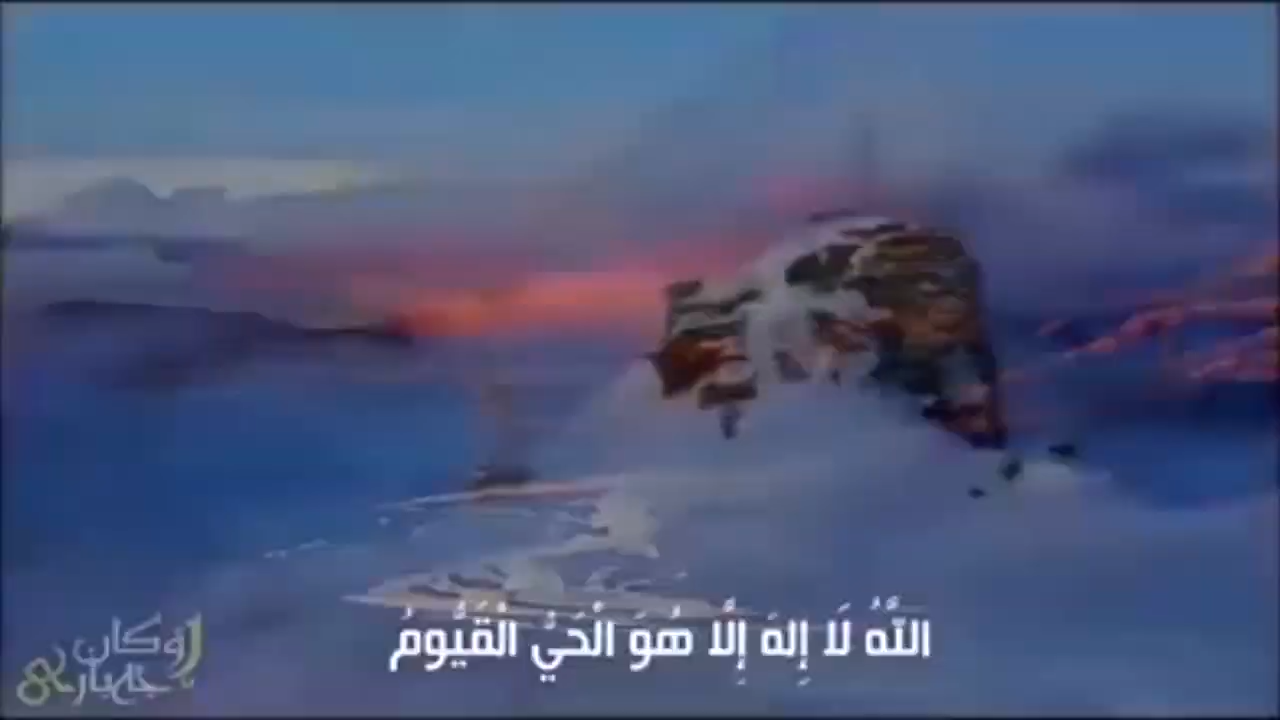 اللَّهُ لَا إِلَهَ إِلَّا هُوَ الْحَيُّ الْقَيُّومُ